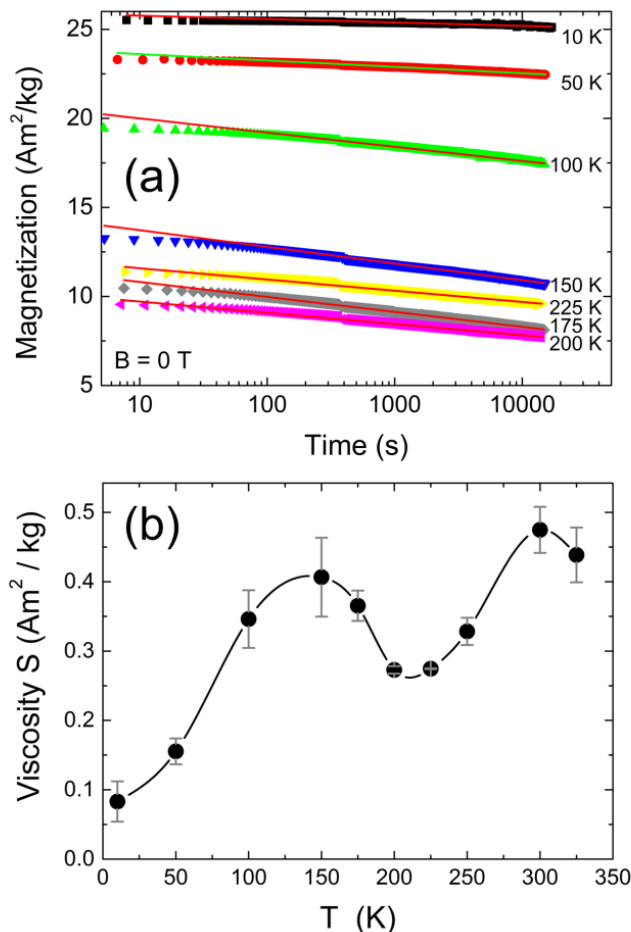 25
20
15
10
5
(a)
10 K
50 K
100 K
150 K
225 K
175 K
200 K
B = 0 T
10
100
1000
10000
Magnetization (Am²/kg)
Time (s)
(b)
0.5
0.4
0.3
0.2
0.1
0.0
0
50
100
150
200
250
300
350
Viscosity S (Am² / kg)
T (K)